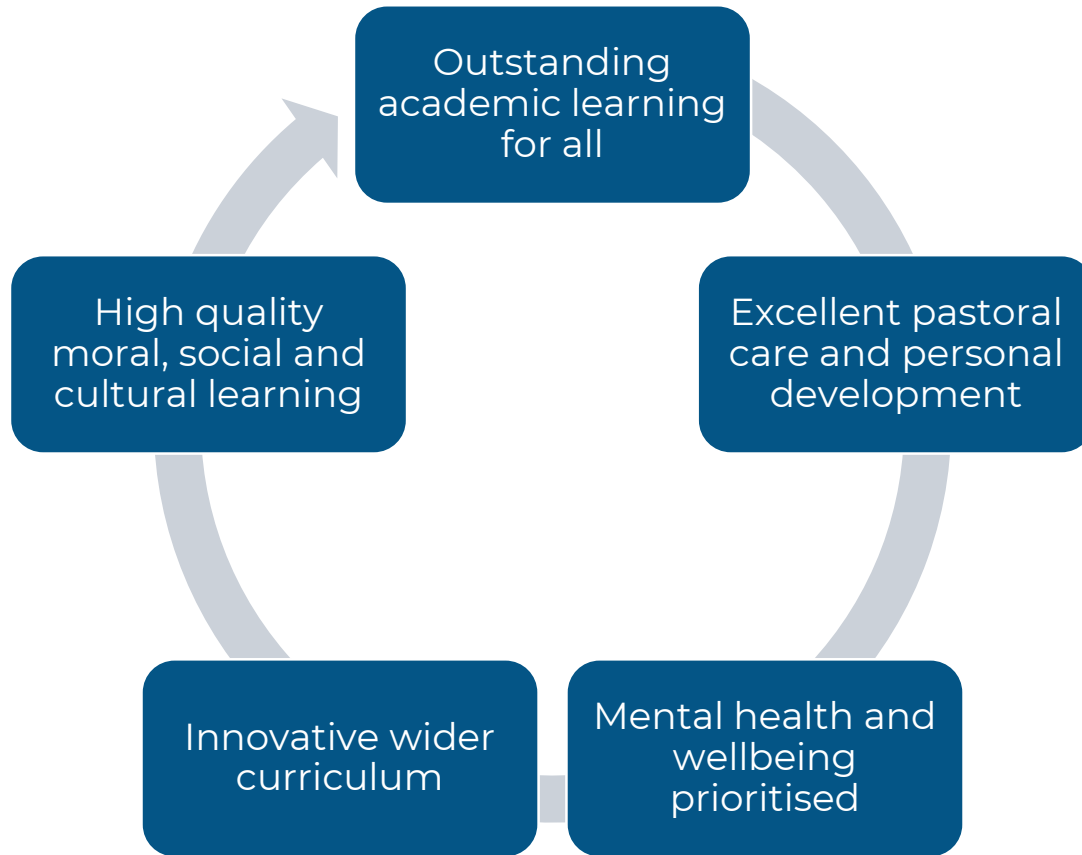 Outstanding
academic learning
for all
Excellent pastoral
care and personal
development
Mental health and
wellbeing
prioritised
Innovative wider
curriculum
High quality
moral, social and
cultural learning